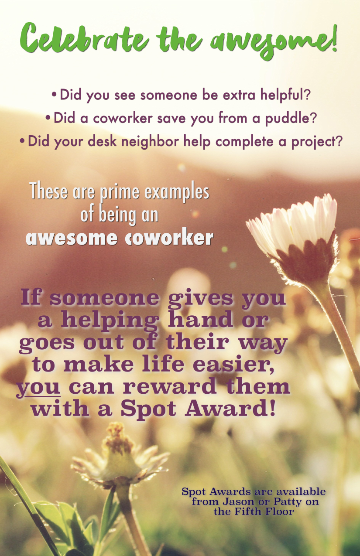 Celebrate the awesome!
• Did you see someone be extra helpful?
• Did a coworker save you from a puddle?
• Did your desk neighbor help complete a project?
These are prime examples
of being an
awesome coworker
If someone gives you
a helping hand or
goes out of their way
to make life easier,
you can reward them
with a Spot Award!
Spot Awards are available
from Jason or Patty on
the Fifth Floor